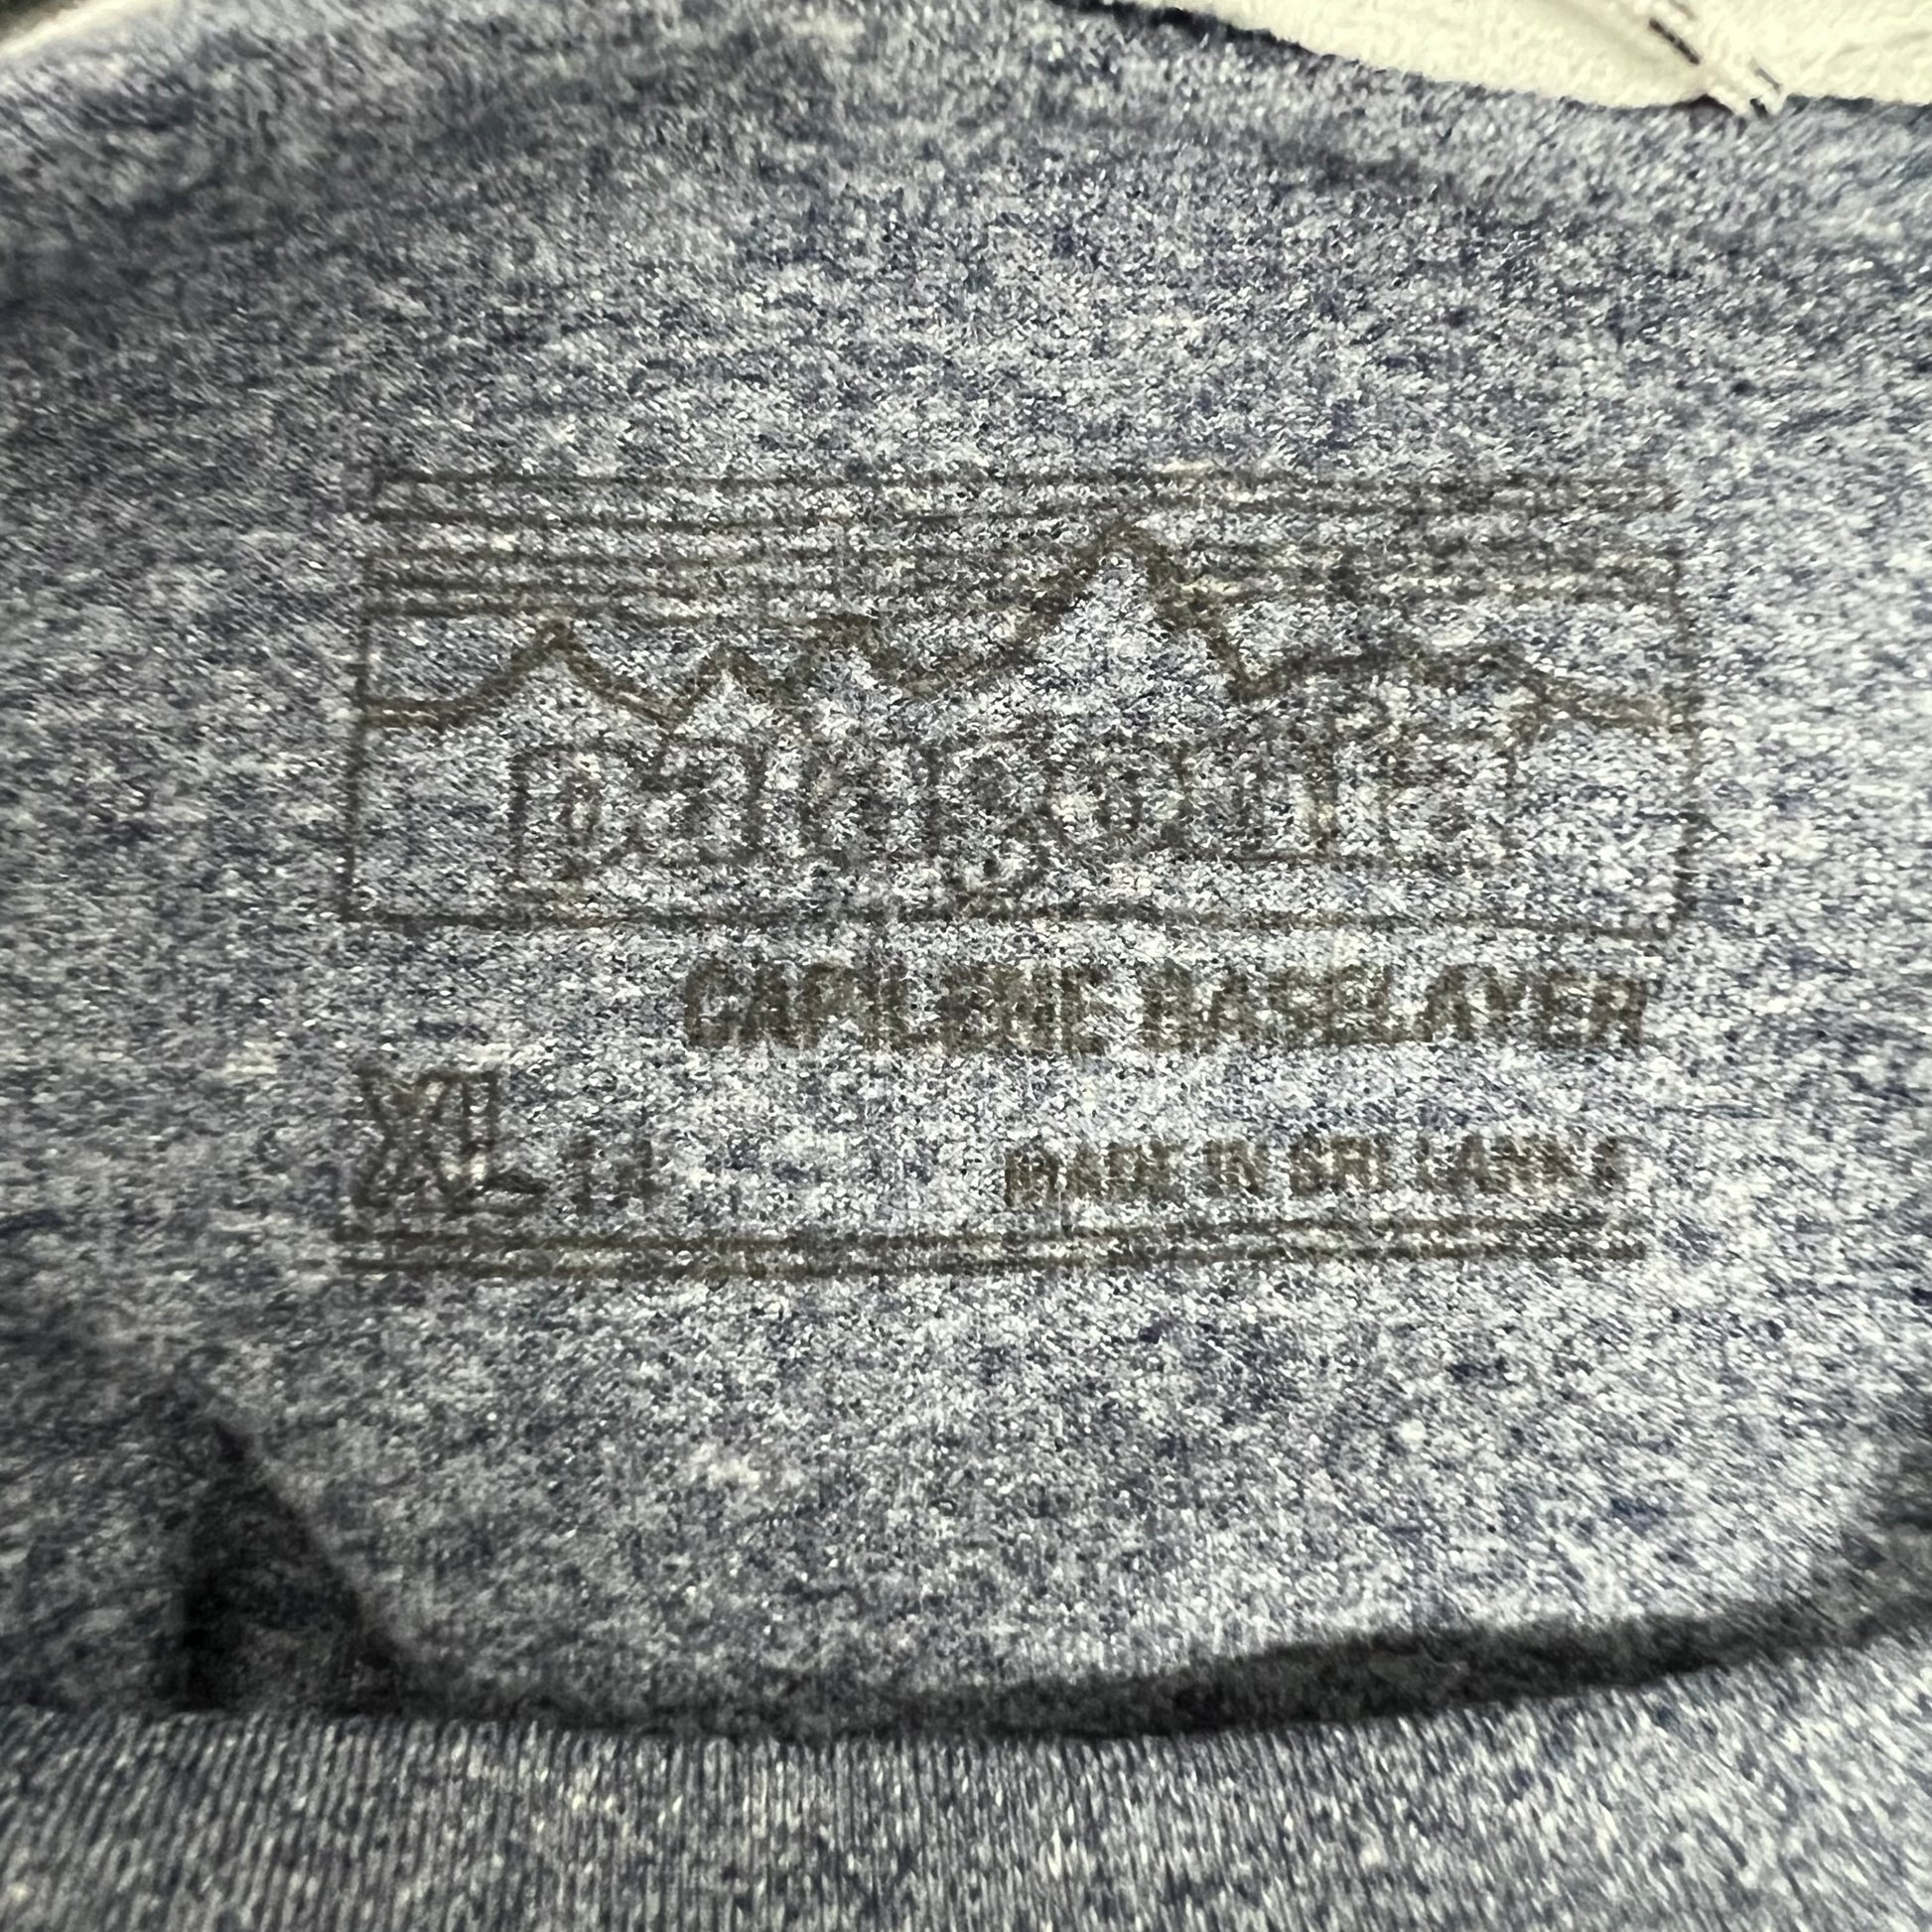 patagonia
CAPILENE BASELAYER
XL
MADE IN SRI LANKA